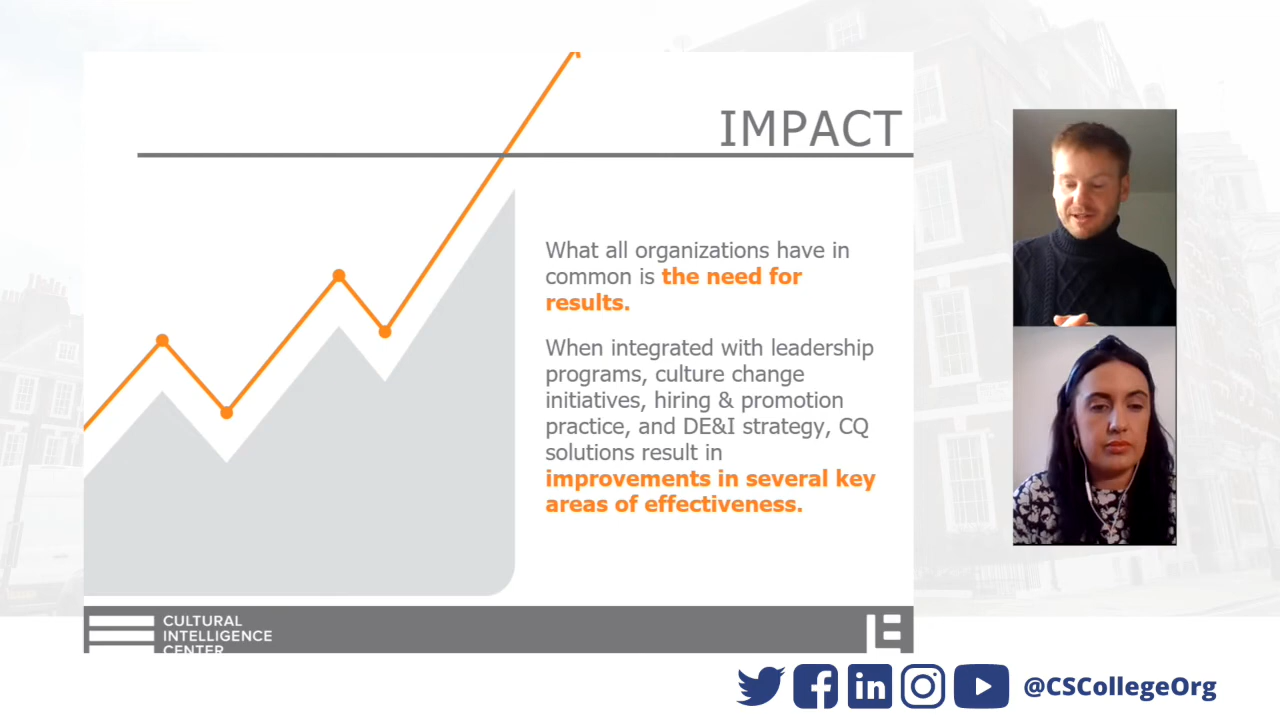 IMPACT
What all organizations have in
common is the need for
results.
When integrated with leadership
programs, culture change
initiatives, hiring & promotion
practice, and DE&I strategy, CQ
solutions result in
improvements in several key
areas of effectiveness.
CULTURAL
INTELLIGENCE
CENTER
@CSCollegeOrg